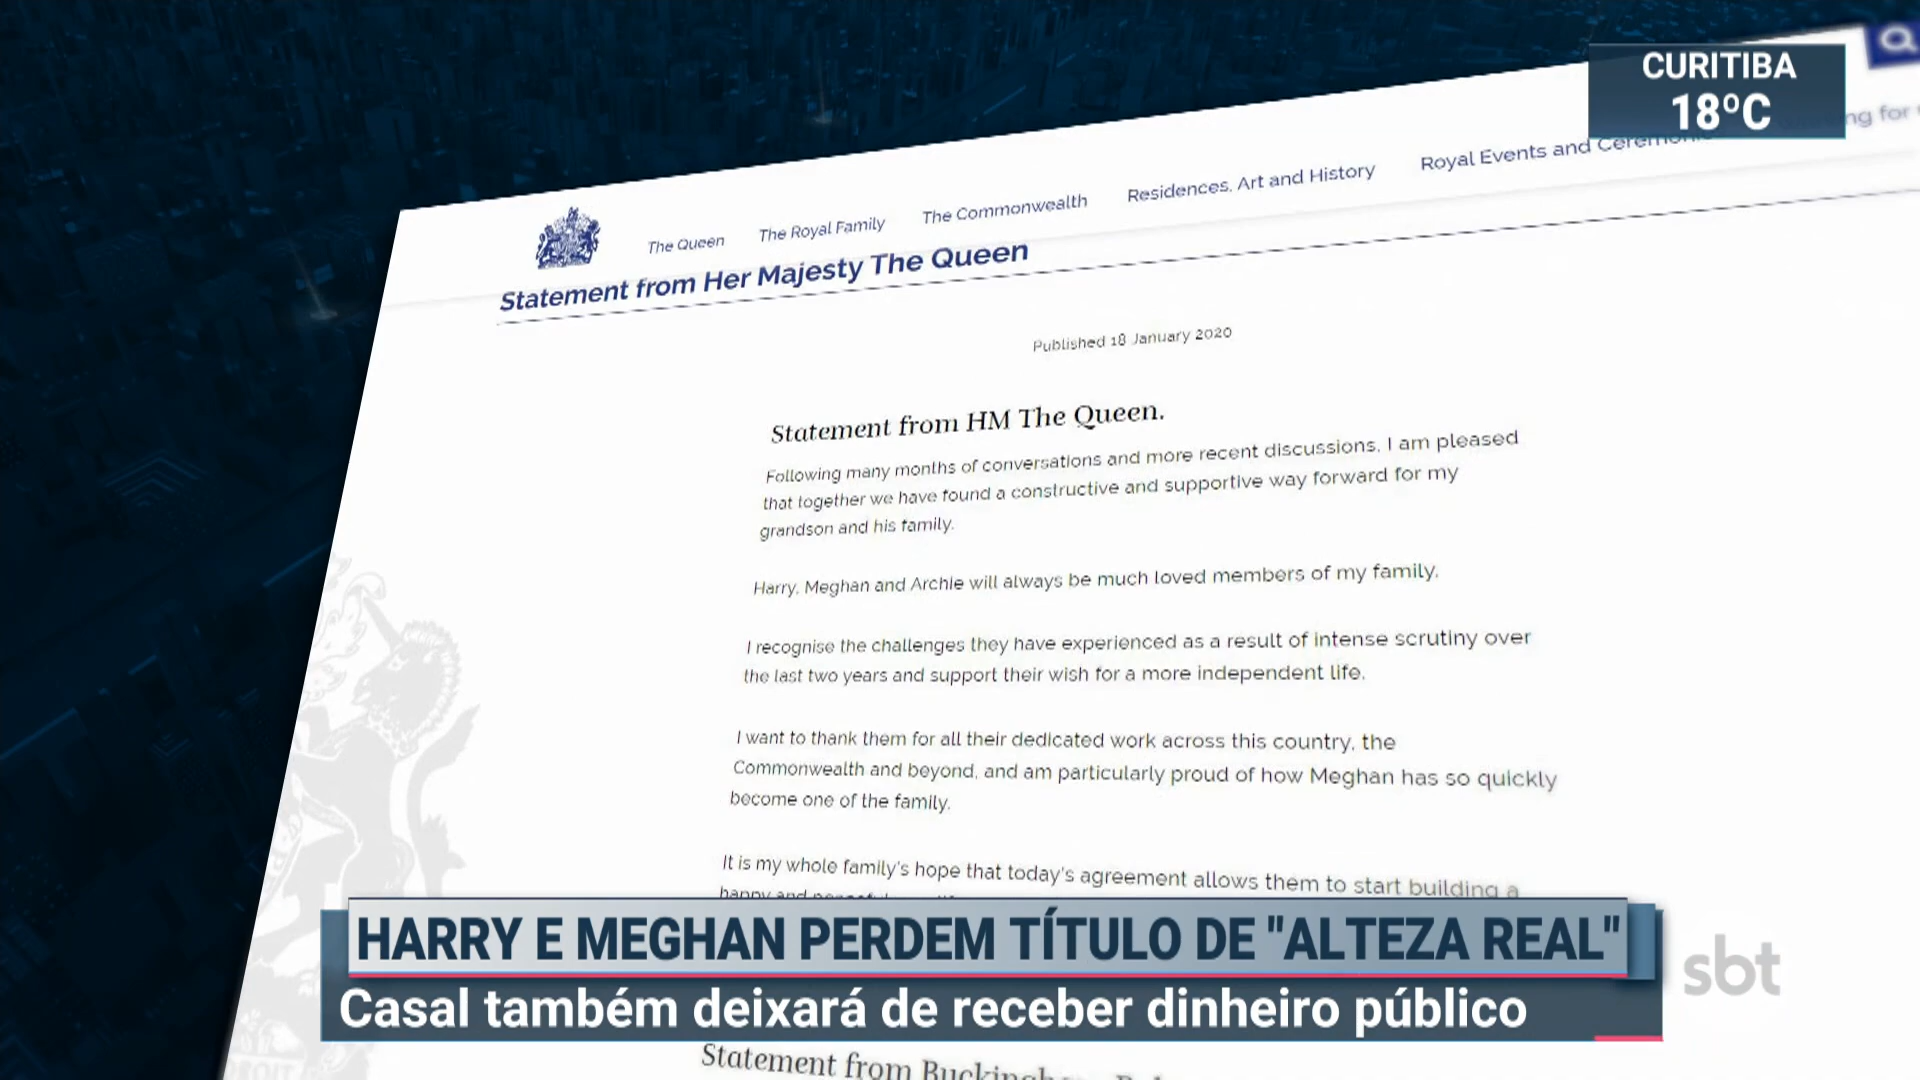 CURITIBA
18ºC
The Queen
The Royal Family
The Commonwealth
Residences, Art and History
Royal Events and
ng for
Statement from Her Majesty The Queen
Published 18 January 2020
Statement from HM The Queen.
Following many months of conversations and more recent discussions, I am pleased
that together we have found a constructive and supportive way forward for my
grandson and his family.
Harry, Meghan and Archie will always be much loved members of my family.
I recognise the challenges they have experienced as a result of intense scrutiny over
the last two years and support their wish for a more independent life.
I want to thank them for all their dedicated work across this country, the
Commonwealth and beyond, and am particularly proud of how Meghan has so quickly
become one of the family.
It is my whole family's hope that today's agreement allows them to start building a
happy and
HARRY E MEGHAN PERDEM TÍTULO DE "ALTEZA REAL"
Casal também deixará de receber dinheiro público
sbt
Statement from